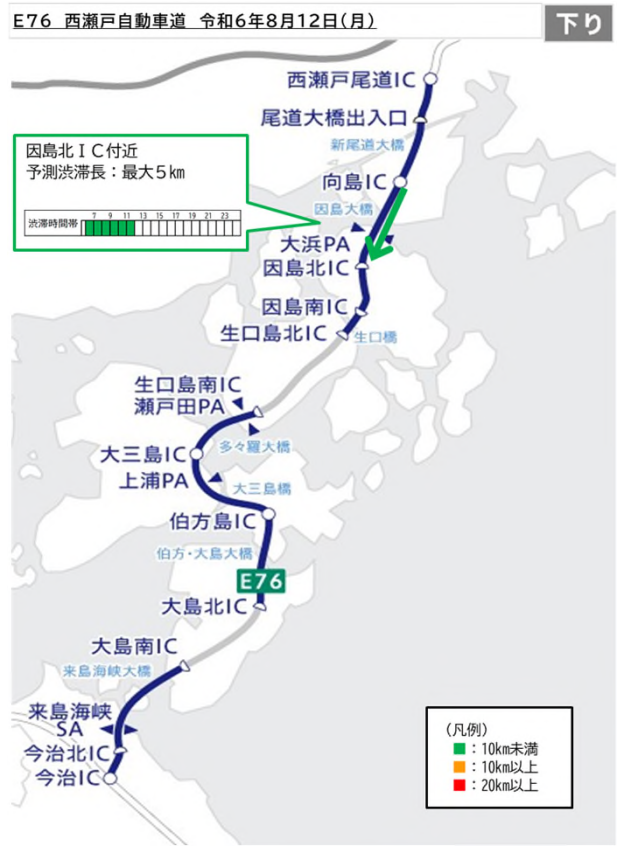 E76 西瀬戸自動車道 令和6年8月12日(月)
下り
西瀬戸尾道IC
尾道大橋出入口
新尾道大橋
因島北ＩＣ付近
予測渋滞長：最大５㎞
渋滞時間帯
7 9 11 13 15 17 19 21 23
向島IC
因島大橋
大浜PA
因島北IC
因島南IC
生口島北IC
生口橋
生口島南IC
瀬戸田PA
多々羅大橋
大三島IC
上浦PA
大三島橋
伯方島IC
伯方・大島大橋
E76
大島北IC
大島南IC
来島海峡大橋
来島海峡
SA
今治北IC
今治IC
(凡例)
：10㎞未満
：10㎞以上
：20㎞以上